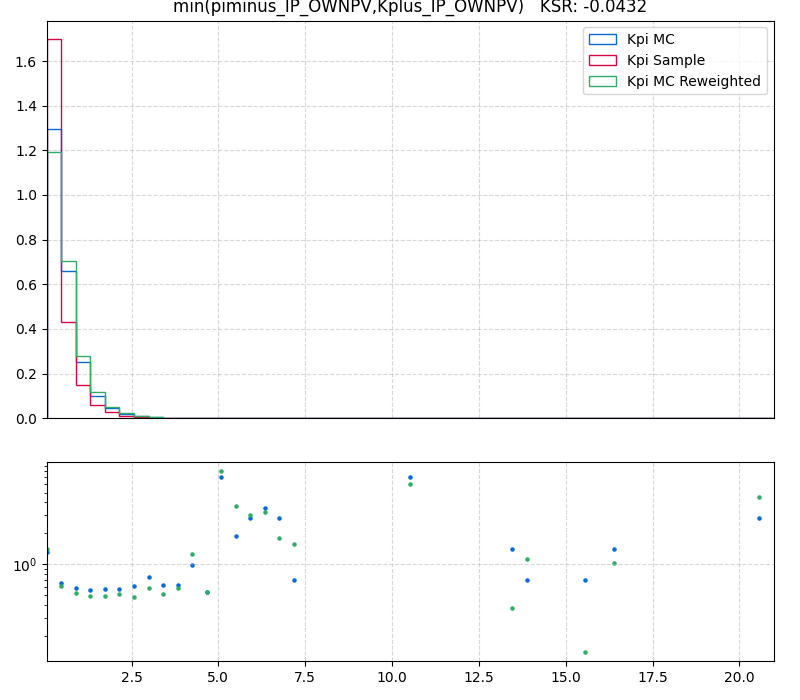 min(piminus_IP_OWNPV,Kplus_IP_OWNPV)   KSR: -0.0432
Kpi MC
Kpi Sample
Kpi MC Reweighted
1.6
1.4
1.2
1.0
0.8
0.6
0.4
0.2
0.0
10⁰
2.5 5.0 7.5 10.0 12.5 15.0 17.5 20.0